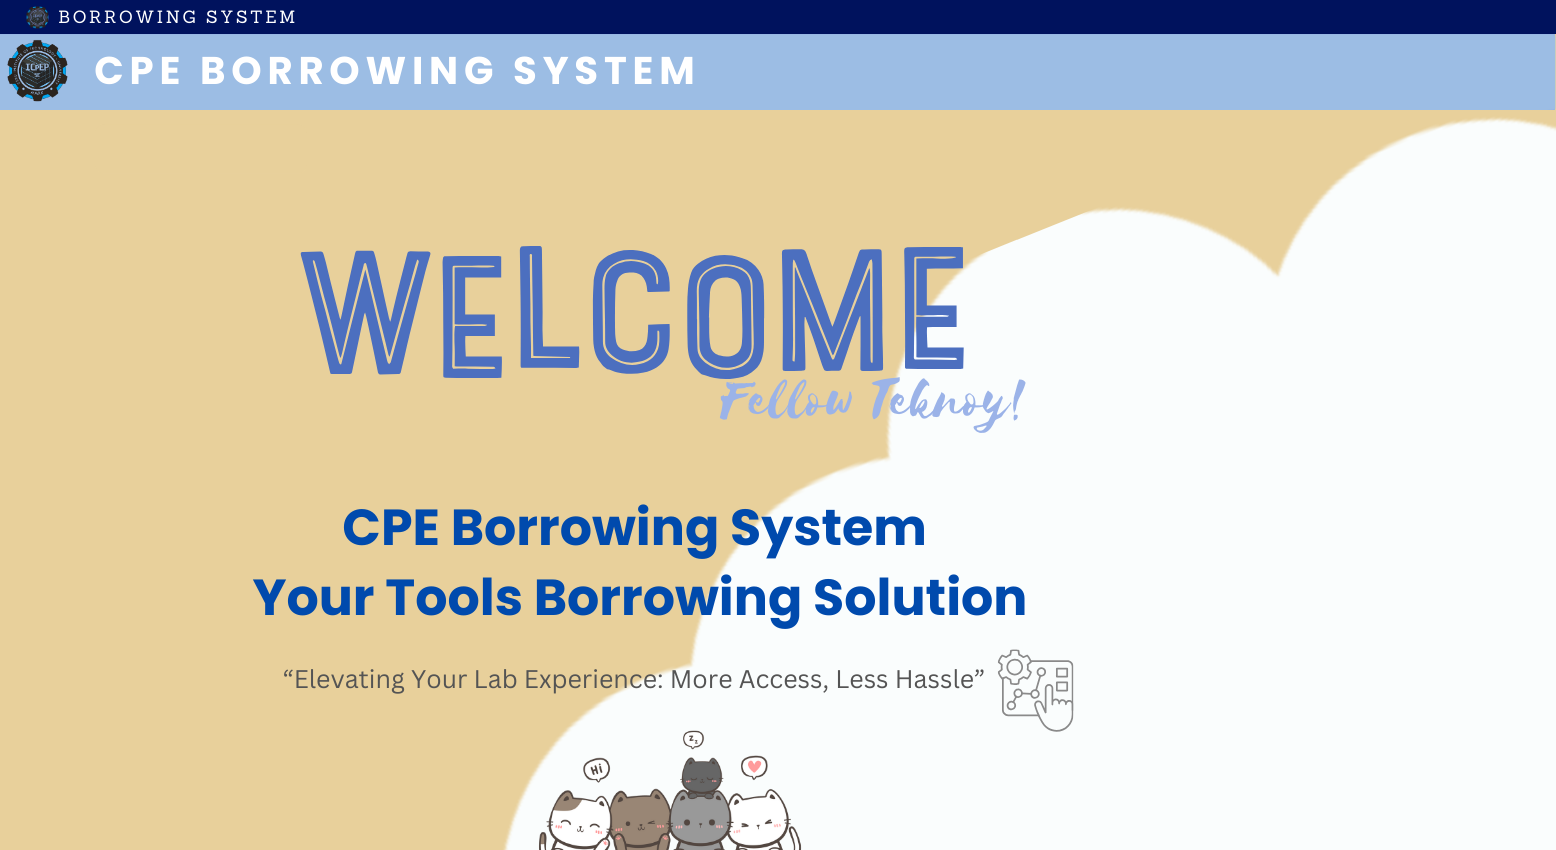 BORROWING SYSTEM
ICpEP
CPE BORROWING SYSTEM
WELCOME
Fellow Teknoy!
CPE Borrowing System
Your Tools Borrowing Solution
“Elevating Your Lab Experience: More Access, Less Hassle”
z z
Hi